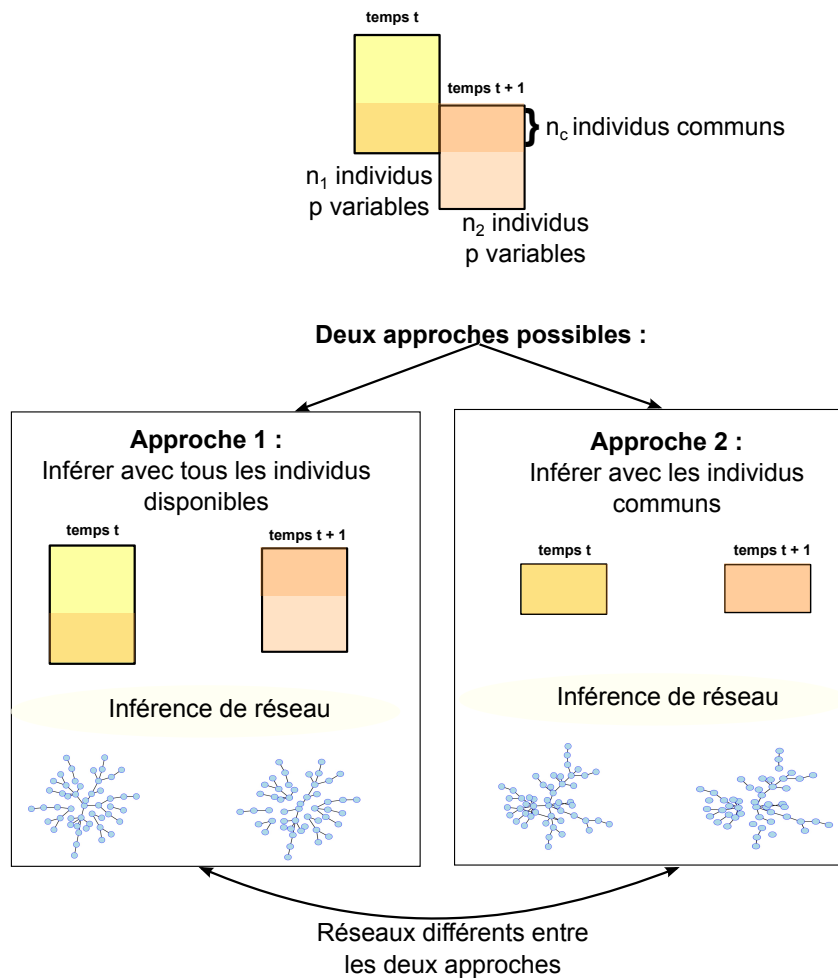 temps t
temps t + 1
n_c individus communs
n_1 individus
p variables
n_2 individus
p variables
Deux approches possibles :
Approche 1 :
Inférer avec tous les individus
disponibles
temps t
temps t + 1
Inférence de réseau
Approche 2 :
Inférer avec les individus
communs
temps t
temps t + 1
Inférence de réseau
Réseaux différents entre
les deux approches